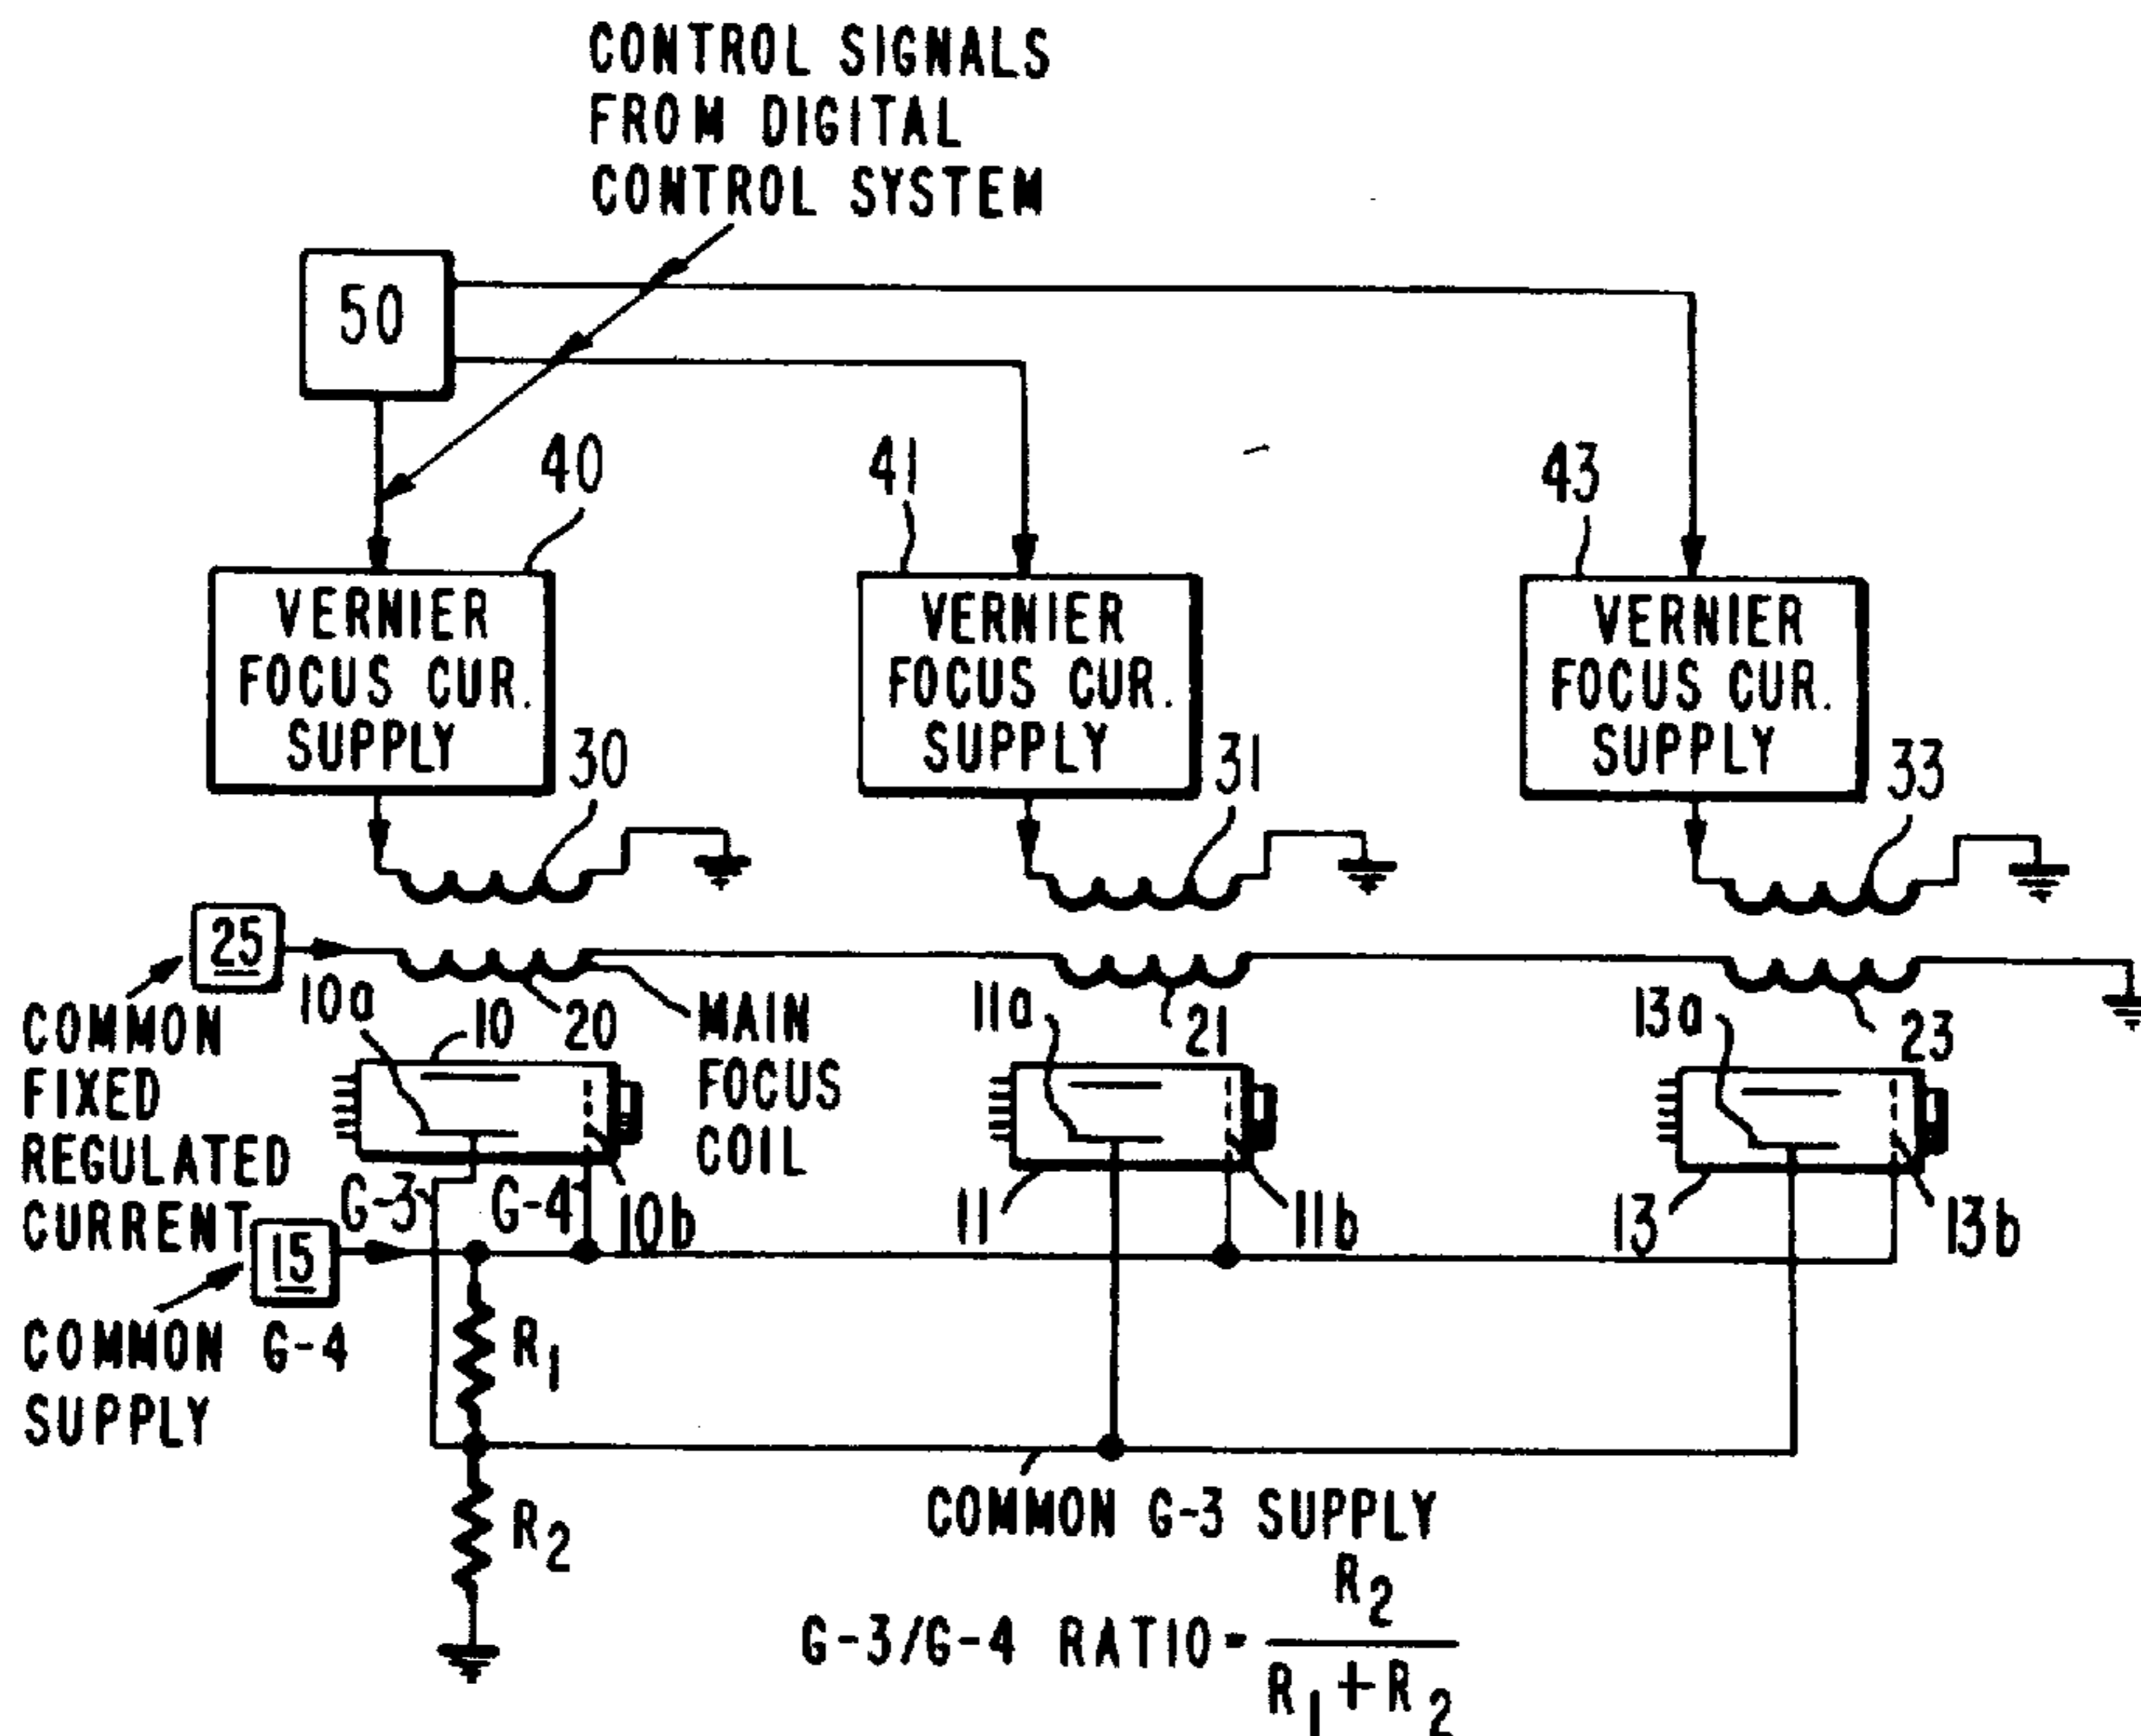 CONTROL SIGNALS
FROM DIGITAL
CONTROL SYSTEM
50
40
41
43
VERNIER
FOCUS CUR.
SUPPLY
VERNIER
FOCUS CUR.
SUPPLY
VERNIER
FOCUS CUR.
SUPPLY
30
31
33
25
COMMON
FIXED
REGULATED
CURRENT
10a
10
20
MAIN
FOCUS
COIL
11a
21
13a
23
G-3
G-4
10b
11
11b
13
13b
15
COMMON G-4
SUPPLY
R1
R2
COMMON G-3 SUPPLY
G-3/G-4 RATIO = R2
R1 + R2